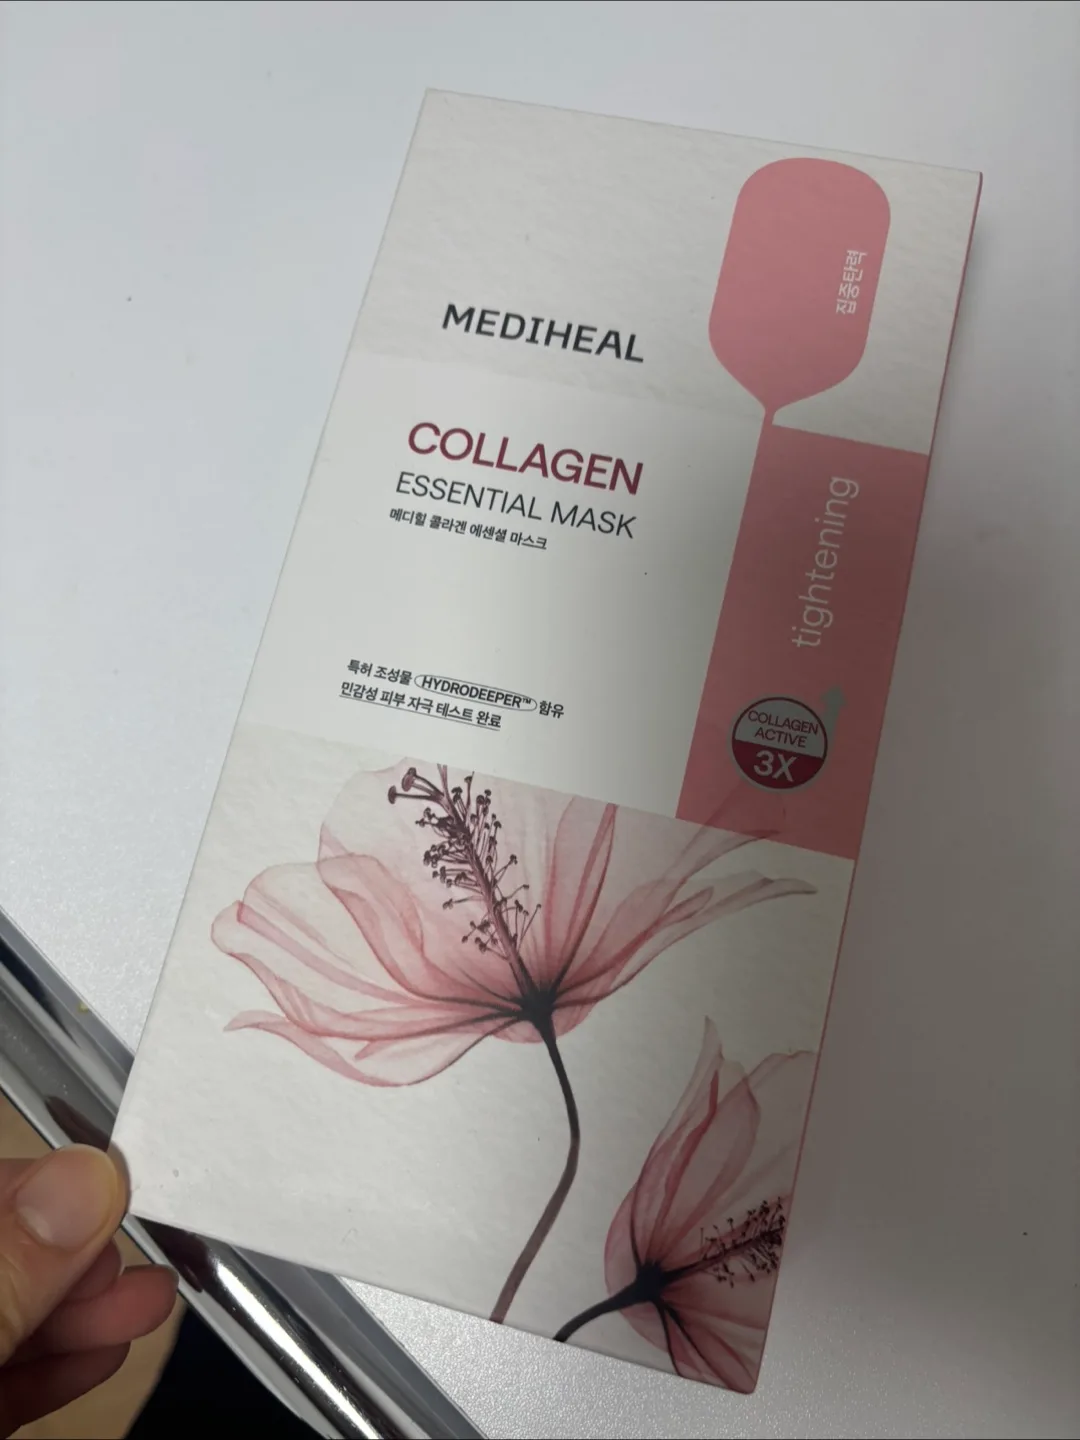 MEDIHEAL
COLLAGEN
ESSENTIAL MASK
메디힐 콜라겐 에센셜 마스크
특허 조성물 HYDRODEEPER™ 함유
민감성 피부 자극 테스트 완료
집중탄력
tightening
COLLAGEN
ACTIVE
3X